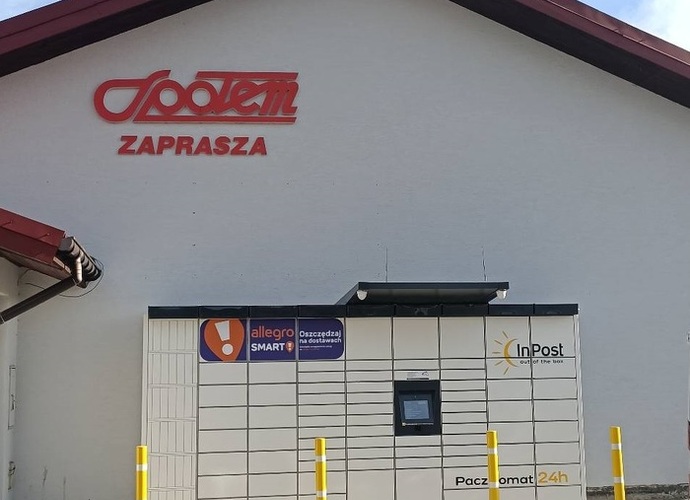 Społem
ZAPRASZA
allegro
SMART!
Oszczędzaj
na dostawach
InPost
out of the box
Paczkomat 24h